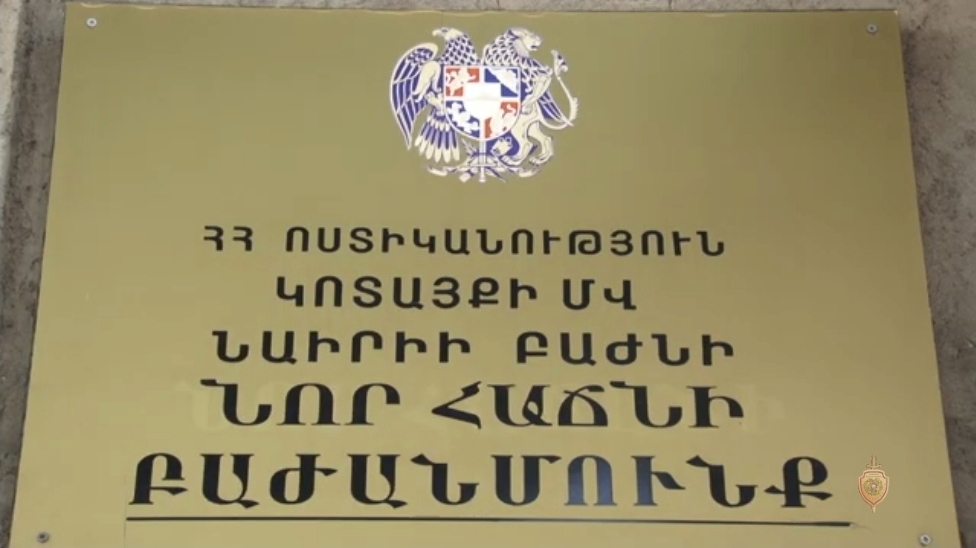 ՀՀ ՈՍՏԻԿԱՆՈՒԹՅՈՒՆ
ԿՈՏԱՅՔԻ ՄՎ
ՆԱԻՐԻԻ ԲԱԺՆԻ
ՆՈՐ ՀԱՃՆԻ
ԲԱԺԱՆՄՈՒՆՔ